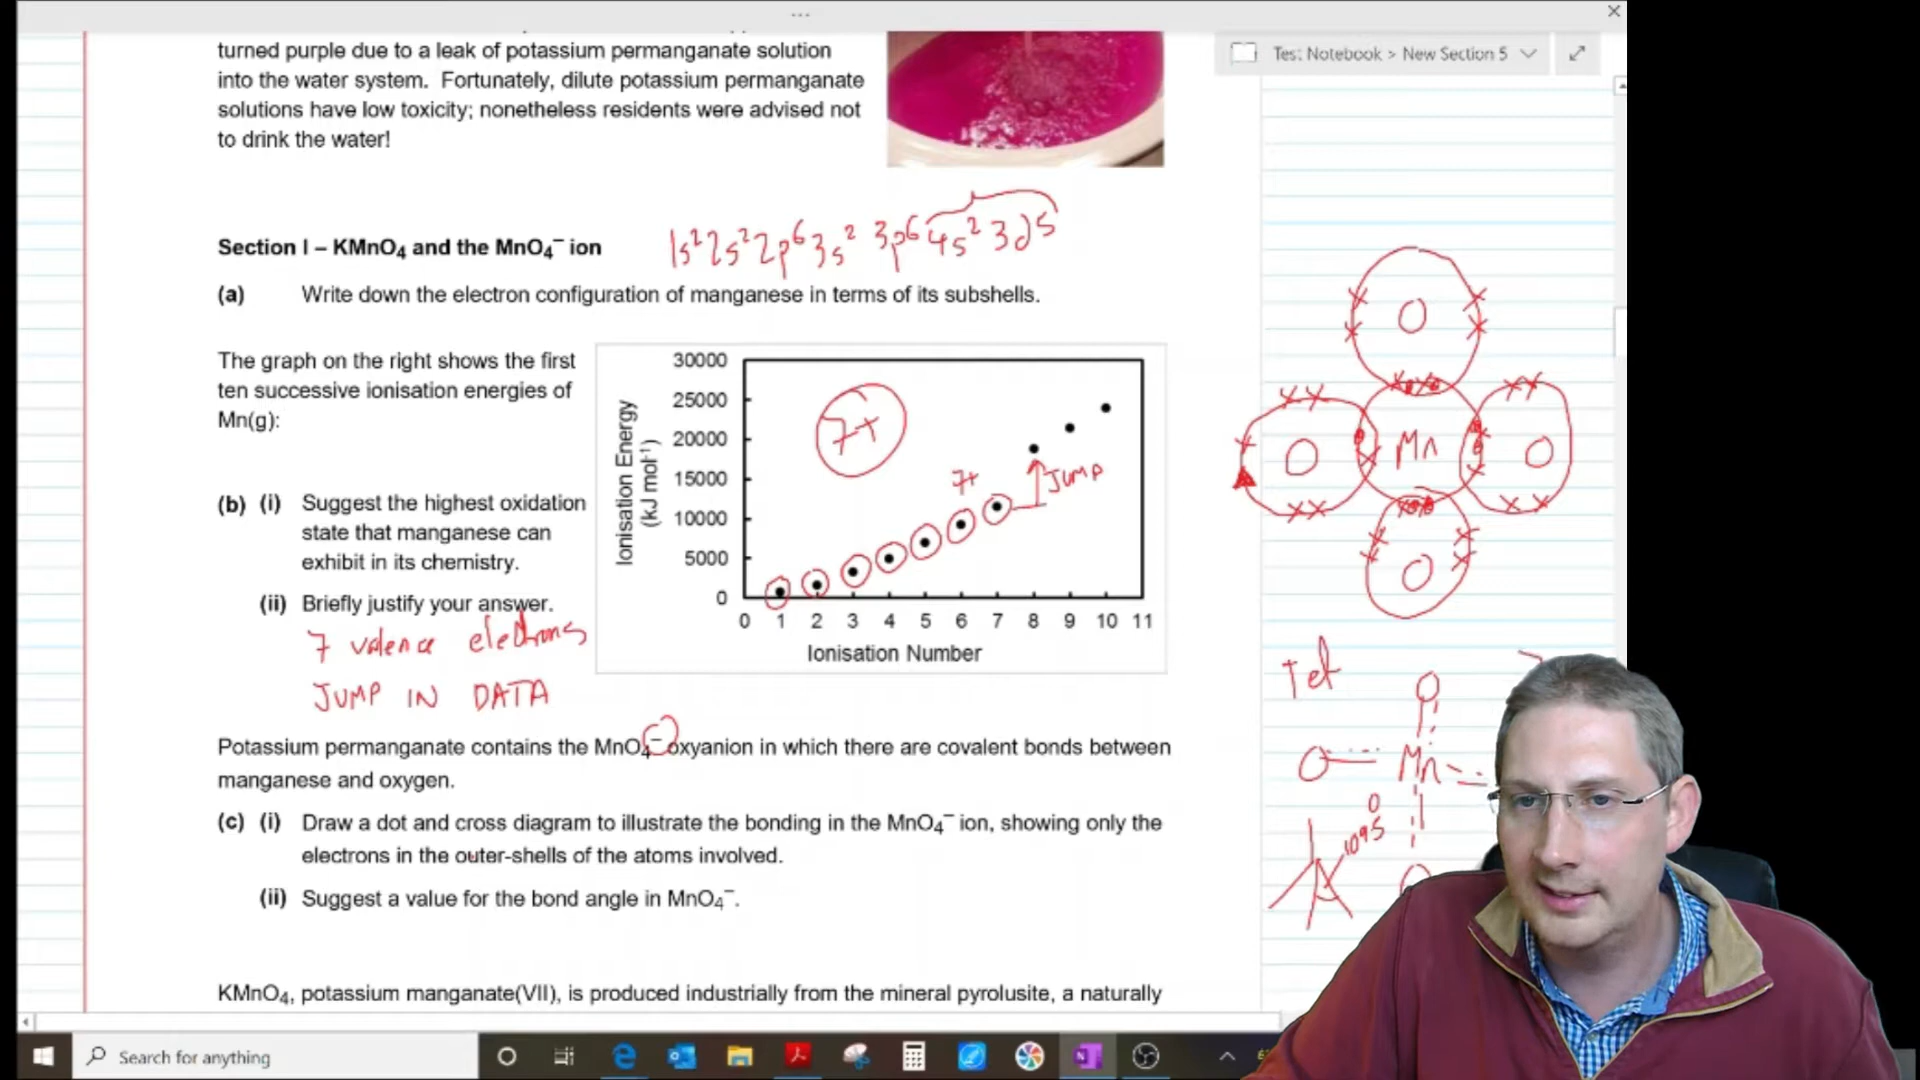 Test Notebook > New Section 5
turned purple due to a leak of potassium permanganate solution
into the water system. Fortunately, dilute potassium permanganate
solutions have low toxicity; nonetheless residents were advised not
to drink the water!
1s² 2s² 2p⁶ 3s² 3p⁶ 4s² 3d⁵
Section I – KMnO₄ and the MnO₄⁻ ion
(a) Write down the electron configuration of manganese in terms of its subshells.
The graph on the right shows the first
ten successive ionisation energies of
Mn(g):
(b) (i) Suggest the highest oxidation
state that manganese can
exhibit in its chemistry.
(ii) Briefly justify your answer.
7 valence electrons
JUMP IN DATA
Ionisation Energy
(kJ mol⁻¹)
30000
25000
20000
15000
10000
5000
0
7+
7+
JUMP
0 1 2 3 4 5 6 7 8 9 10 11
Ionisation Number
O
O Mn O
O
Tet
O
O Mn
109.5
Potassium permanganate contains the MnO₄⁻ oxyanion in which there are covalent bonds between
manganese and oxygen.
(c) (i) Draw a dot and cross diagram to illustrate the bonding in the MnO₄⁻ ion, showing only the
electrons in the outer-shells of the atoms involved.
(ii) Suggest a value for the bond angle in MnO₄⁻.
KMnO₄, potassium manganate(VII), is produced industrially from the mineral pyrolusite, a naturally
Search for anything